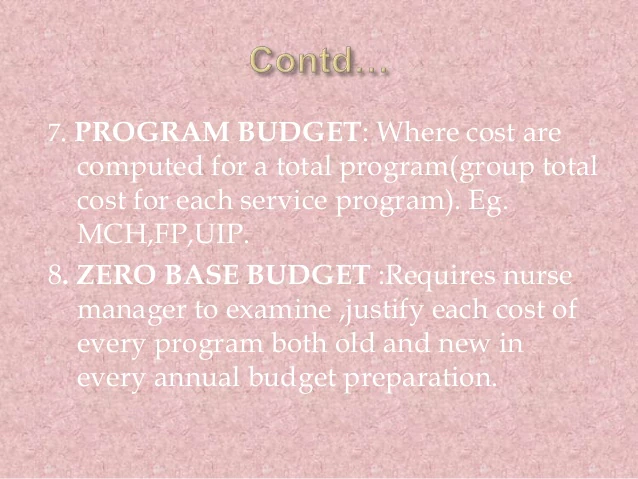 Contd...
7. PROGRAM BUDGET: Where cost are
computed for a total program(group total
cost for each service program). Eg.
MCH,FP,UIP.
8. ZERO BASE BUDGET :Requires nurse
manager to examine ,justify each cost of
every program both old and new in
every annual budget preparation.